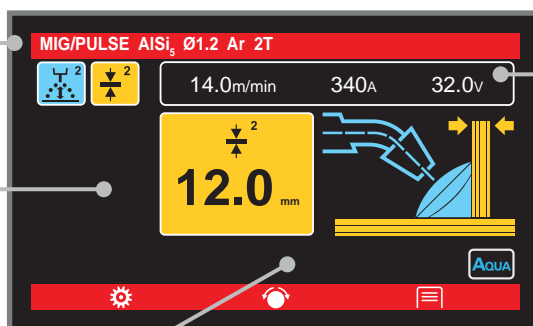 MIG/PULSE AlSi5 Ø1.2 Ar 2T
2 2 14.0m/min 340A 32.0V
2
12.0 mm
AQUA